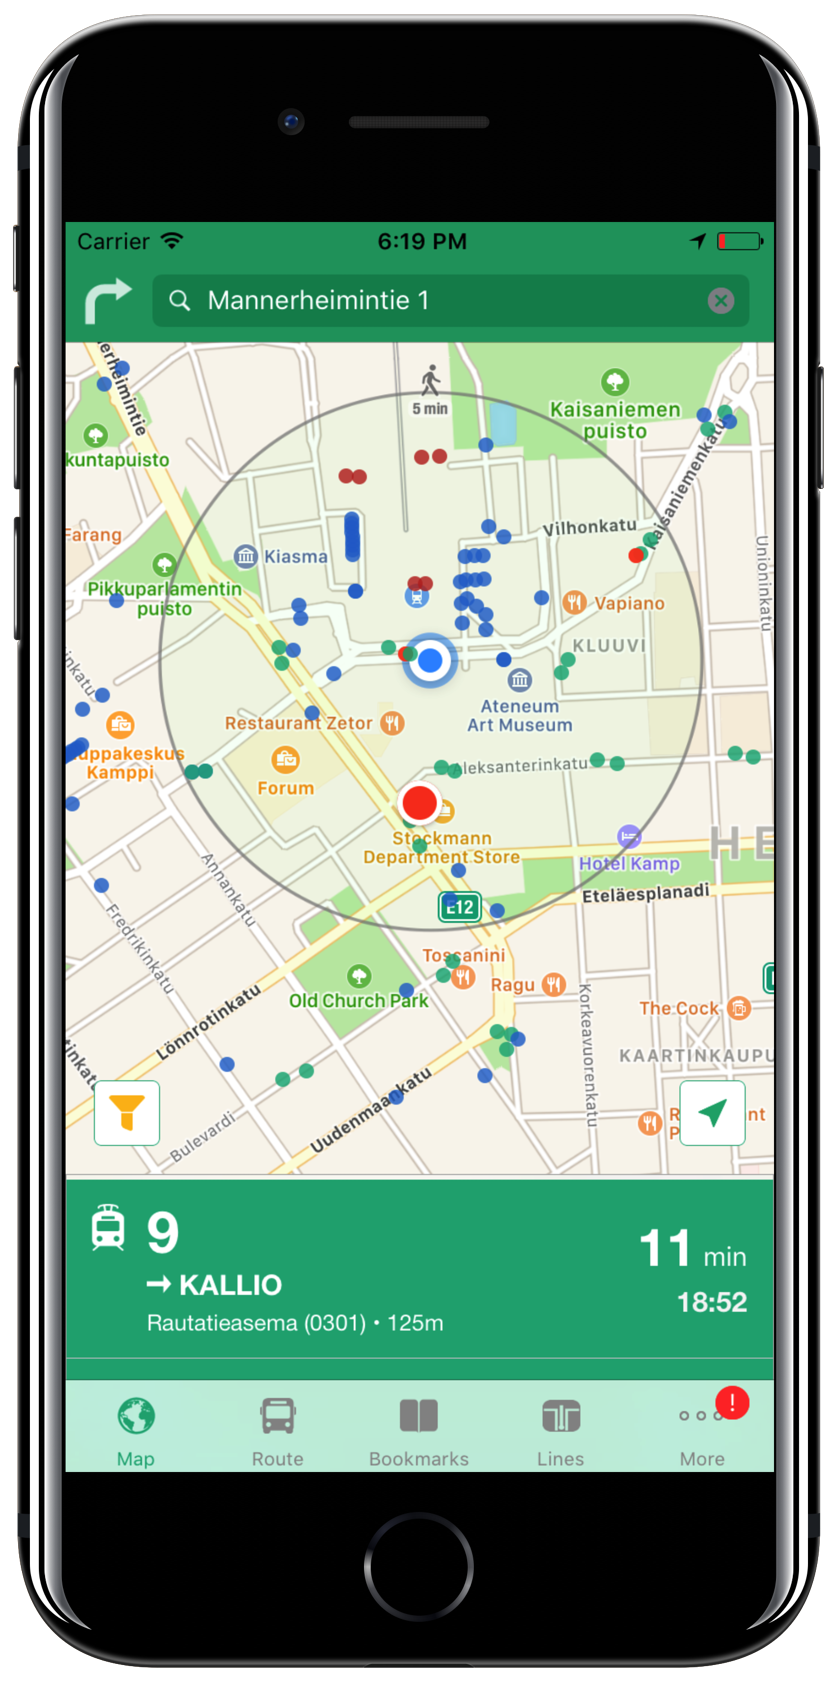 Carrier 6:19 PM
Mannerheimintie 1
nerheimintie
5 min
Kaisaniemen
puisto
kuntapuisto
Kaisaniemenkatu
Farang
Kiasma
Vilhonkatu
Unioninkatu
Pikkuparlamentin
puisto
Vapiano
KLUUVI
inkatu
Ateneum
Art Museum
Restaurant Zetor
uppakeskus
Kamppi
Forum
Aleksanterinkatu
Stockmann
Department Store
HE
Hotel Kamp
Annankatu
E12
Eteläesplanadi
Fredrikinkatu
Toscanini
Ragu
Old Church Park
The Cock
Lönnrotinkatu
Korkeavuorenkatu
KAARTINKAUPU
tinkatu
Uudenmaankatu
Bulevardi
R nt
P
9
11 min
→ KALLIO
18:52
Rautatieasema (0301) • 125m
!
Map Route Bookmarks Lines More